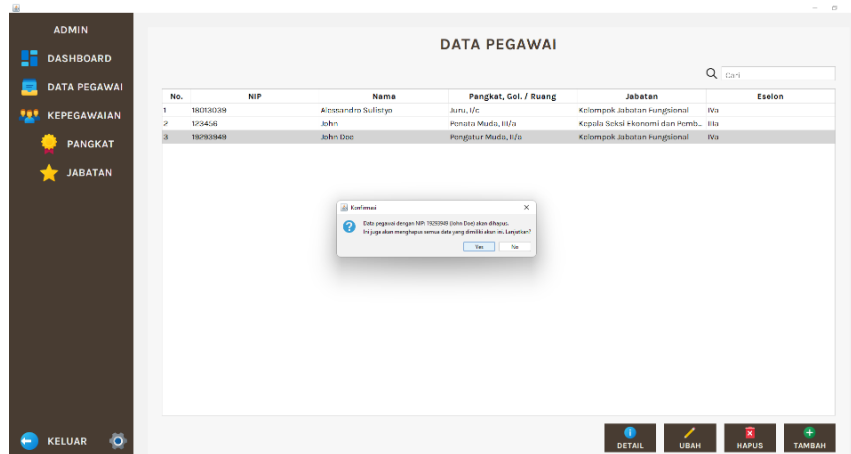 ADMIN
DASHBOARD
DATA PEGAWAI
KEPEGAWAIAN
PANGKAT
JABATAN
KELUAR
DATA PEGAWAI
Cari
No. NIP Nama Pangkat, Gol. / Ruang Jabatan Eselon
1 18013039 Alessandro Sulistyo Juru, I/c Kelompok Jabatan Fungsional IVa
2 123456 John Penata Muda, III/a Kepala Seksi Ekonomi dan Pemb... IIIa
3 19293949 John Doe Pengatur Muda, II/a Kelompok Jabatan Fungsional IVa
Konfirmasi
Data pegawai dengan NIP: 19293949 (John Doe) akan dihapus.
Ini juga akan menghapus semua data yang dimiliki akun ini. Lanjutkan?
Yes No
DETAIL UBAH HAPUS TAMBAH